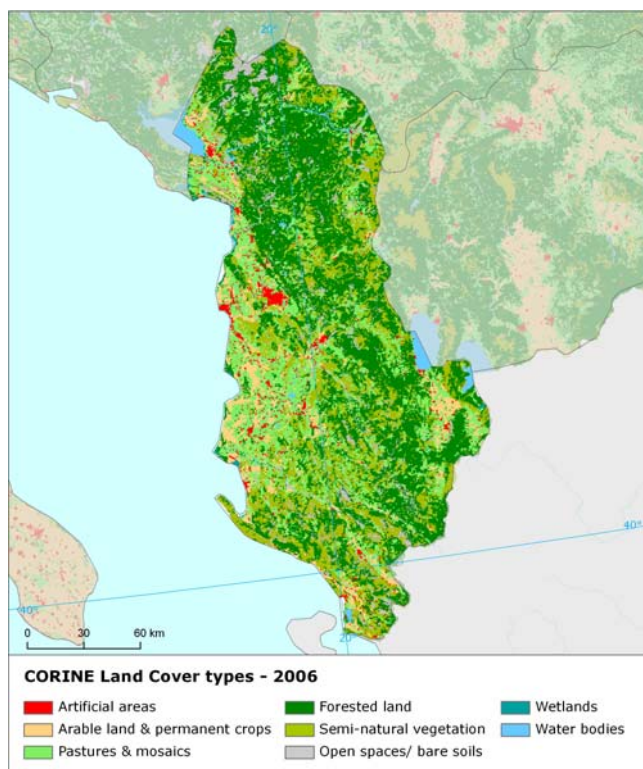 20°
40°
40°
0 30 60 km
20°
CORINE Land Cover types - 2006
Artificial areas Forested land Wetlands
Arable land & permanent crops Semi-natural vegetation Water bodies
Pastures & mosaics Open spaces/ bare soils